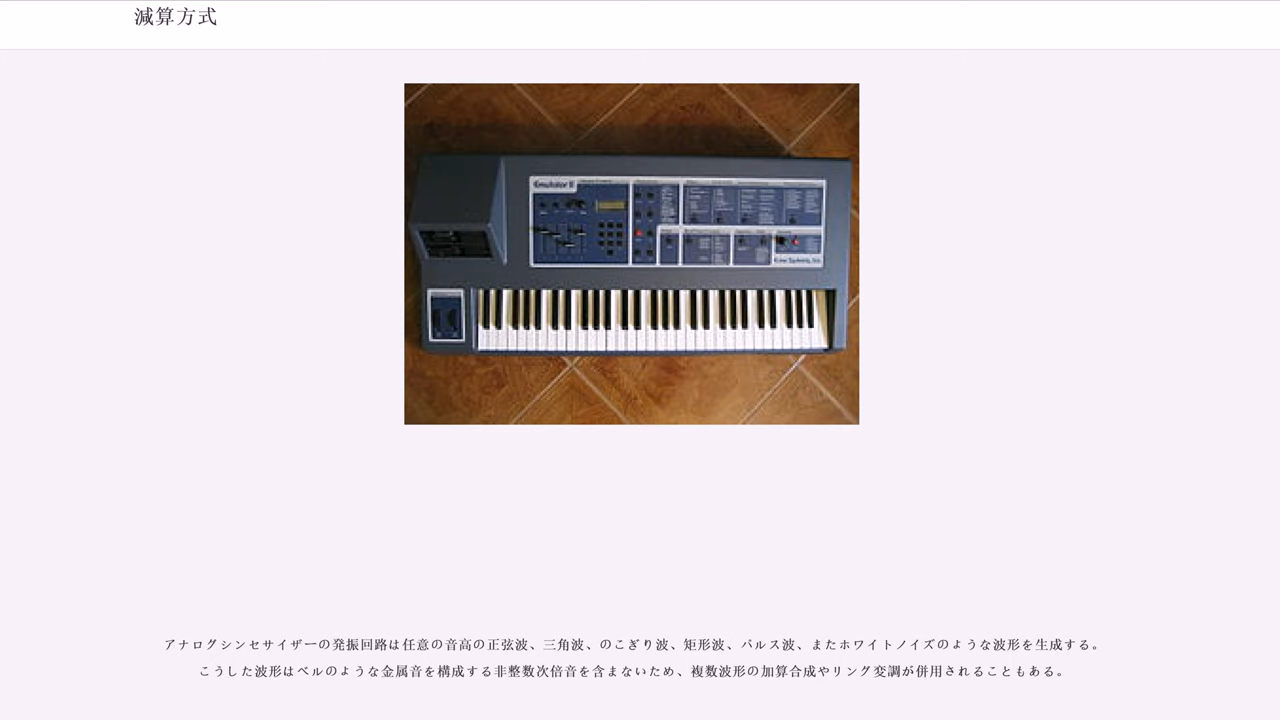 減算方式
Emulator II
アナログシンセサイザーの発振回路は任意の音高の正弦波、三角波、のこぎり波、矩形波、パルス波、またホワイトノイズのような波形を生成する。
こうした波形はベルのような金属音を構成する非整数次倍音を含まないため、複数波形の加算合成やリング変調が併用されることもある。